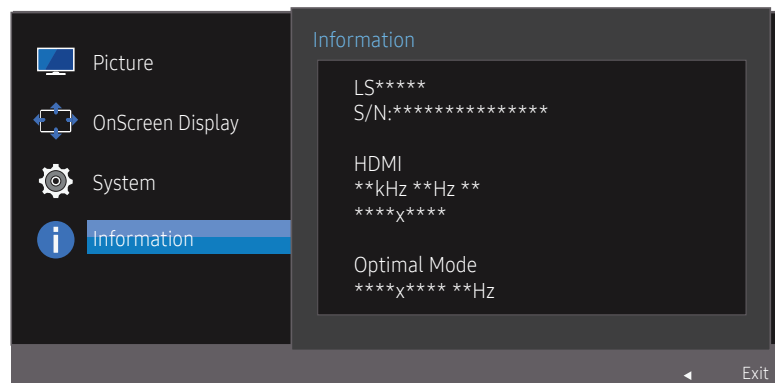 Picture
OnScreen Display
System
Information
Information
LS*****
S/N:***************
HDMI
**kHz **Hz **
****x****
Optimal Mode
****x**** **Hz
Exit